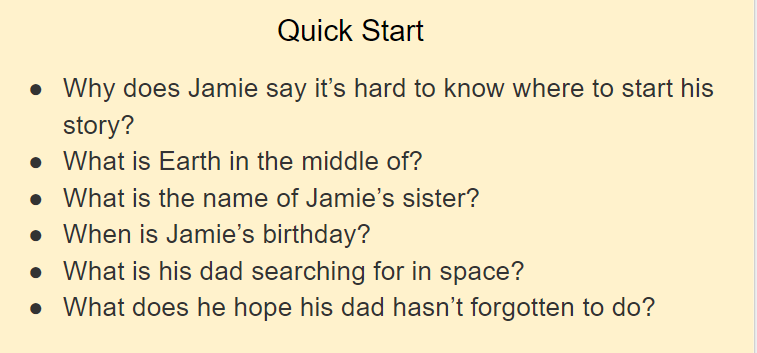 Quick Start
● Why does Jamie say it’s hard to know where to start his
story?
● What is Earth in the middle of?
● What is the name of Jamie’s sister?
● When is Jamie’s birthday?
● What is his dad searching for in space?
● What does he hope his dad hasn’t forgotten to do?